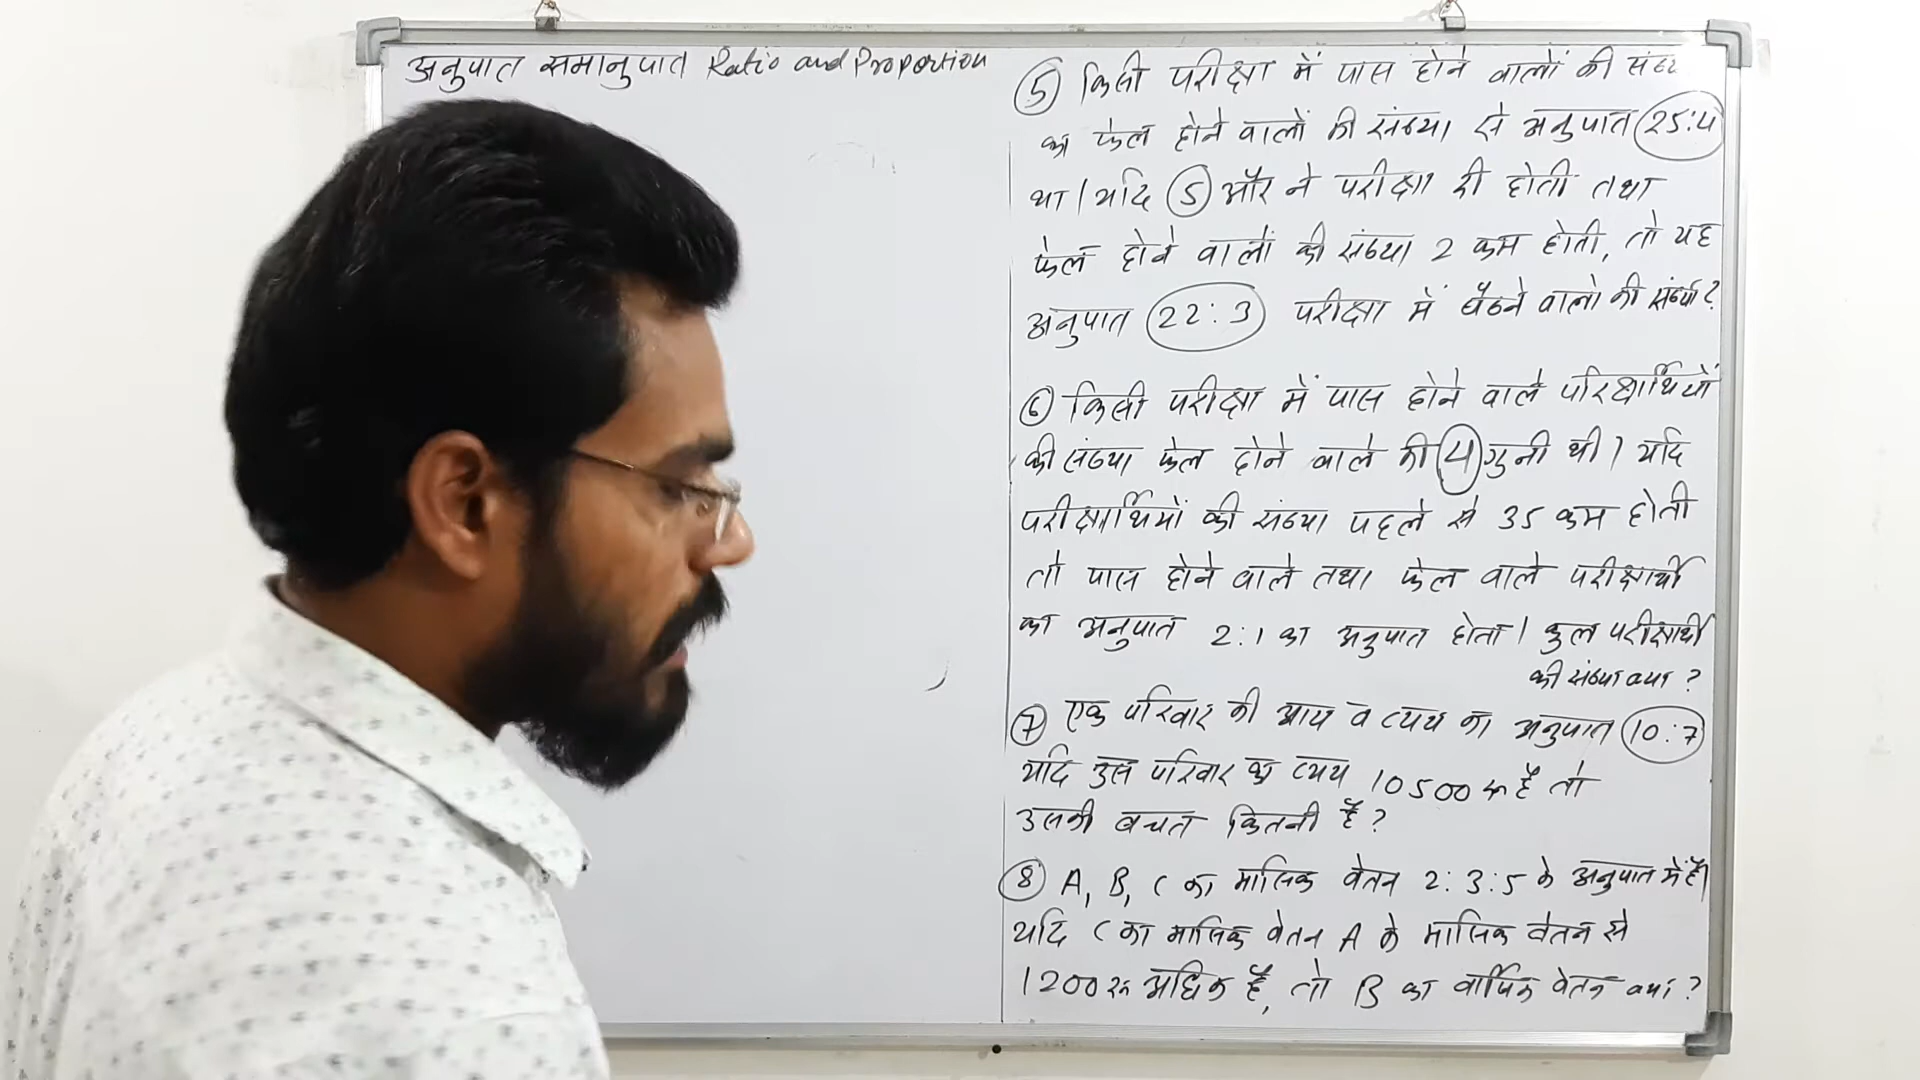 अनुपात समानुपात Ratio and Proportion
⑤ किसी परीक्षा में पास होने वालों की
का फेल होने वालों की संख्या से अनुपात 25:4
था। यदि 5 और ने परीक्षा दी होती तथा
फेल होने वालों की संख्या 2 कम होती, तो यह
अनुपात 22:3 परीक्षा में बैठने वालो की संख्या?
⑥ किसी परीक्षा में पास होने वाले परिक्षार्थियों
की संख्या फेल होने वाले की 4 गुनी थी। यदि
परीक्षार्थियों की संख्या पहले से 35 कम होती
तो पास होने वाले तथा फेल वाले परीक्षार्थी
का अनुपात 2:1 का अनुपात होता। कुल परीक्षार्थी
की संख्या क्या?
⑦ एक परिवार की आय व व्यय का अनुपात 10:7
यदि उस परिवार का व्यय 10500 रू है तो
उसकी बचत कितनी है?
⑧ A, B, C का मासिक वेतन 2:3:5 के अनुपात में है।
यदि C का मासिक वेतन A के मासिक वेतन से
1200 रू अधिक है, तो B का वार्षिक वेतन क्या?